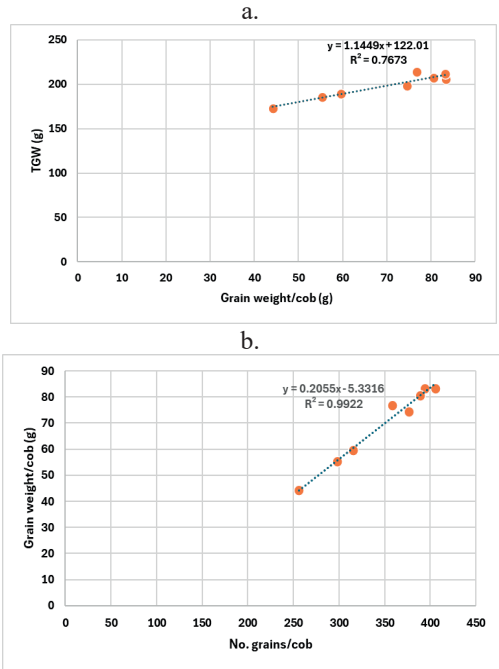 a.
250
200
150
100
50
0
TGW (g)
y = 1.1449x + 122.01
R² = 0.7673
0 10 20 30 40 50 60 70 80 90
Grain weight/cob (g)
b.
90
80
70
60
50
40
30
20
10
0
Grain weight/cob (g)
y = 0.2055x - 5.3316
R² = 0.9922
0 50 100 150 200 250 300 350 400 450
No. grains/cob